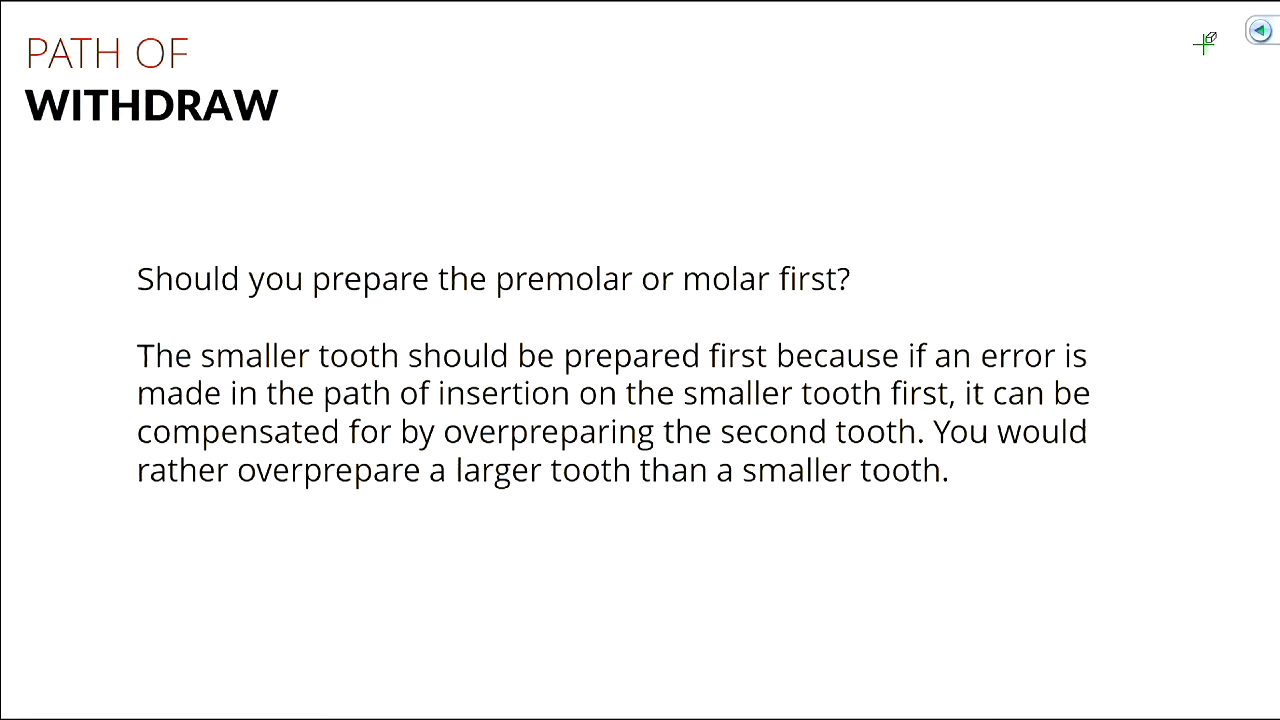 PATH OF
WITHDRAW
Should you prepare the premolar or molar first?
The smaller tooth should be prepared first because if an error is
made in the path of insertion on the smaller tooth first, it can be
compensated for by overpreparing the second tooth. You would
rather overprepare a larger tooth than a smaller tooth.